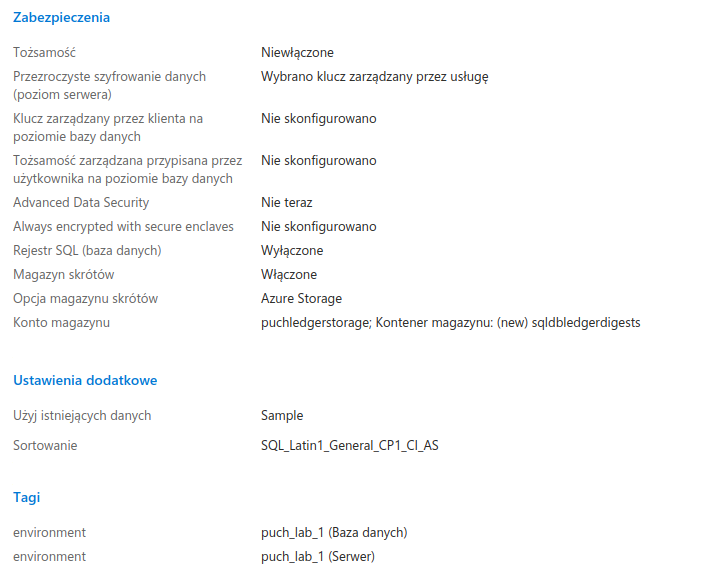 Zabezpieczenia
Tożsamość Niewłączone
Przezroczyste szyfrowanie danych Wybrano klucz zarządzany przez usługę
(poziom serwera)
Klucz zarządzany przez klienta na Nie skonfigurowano
poziomie bazy danych
Tożsamość zarządzana przypisana przez Nie skonfigurowano
użytkownika na poziomie bazy danych
Advanced Data Security Nie teraz
Always encrypted with secure enclaves Nie skonfigurowano
Rejestr SQL (baza danych) Wyłączone
Magazyn skrótów Włączone
Opcja magazynu skrótów Azure Storage
Konto magazynu puchledgerstorage; Kontener magazynu: (new) sqldbledgerdigests
Ustawienia dodatkowe
Użyj istniejących danych Sample
Sortowanie SQL_Latin1_General_CP1_CI_AS
Tagi
environment puch_lab_1 (Baza danych)
environment puch_lab_1 (Serwer)